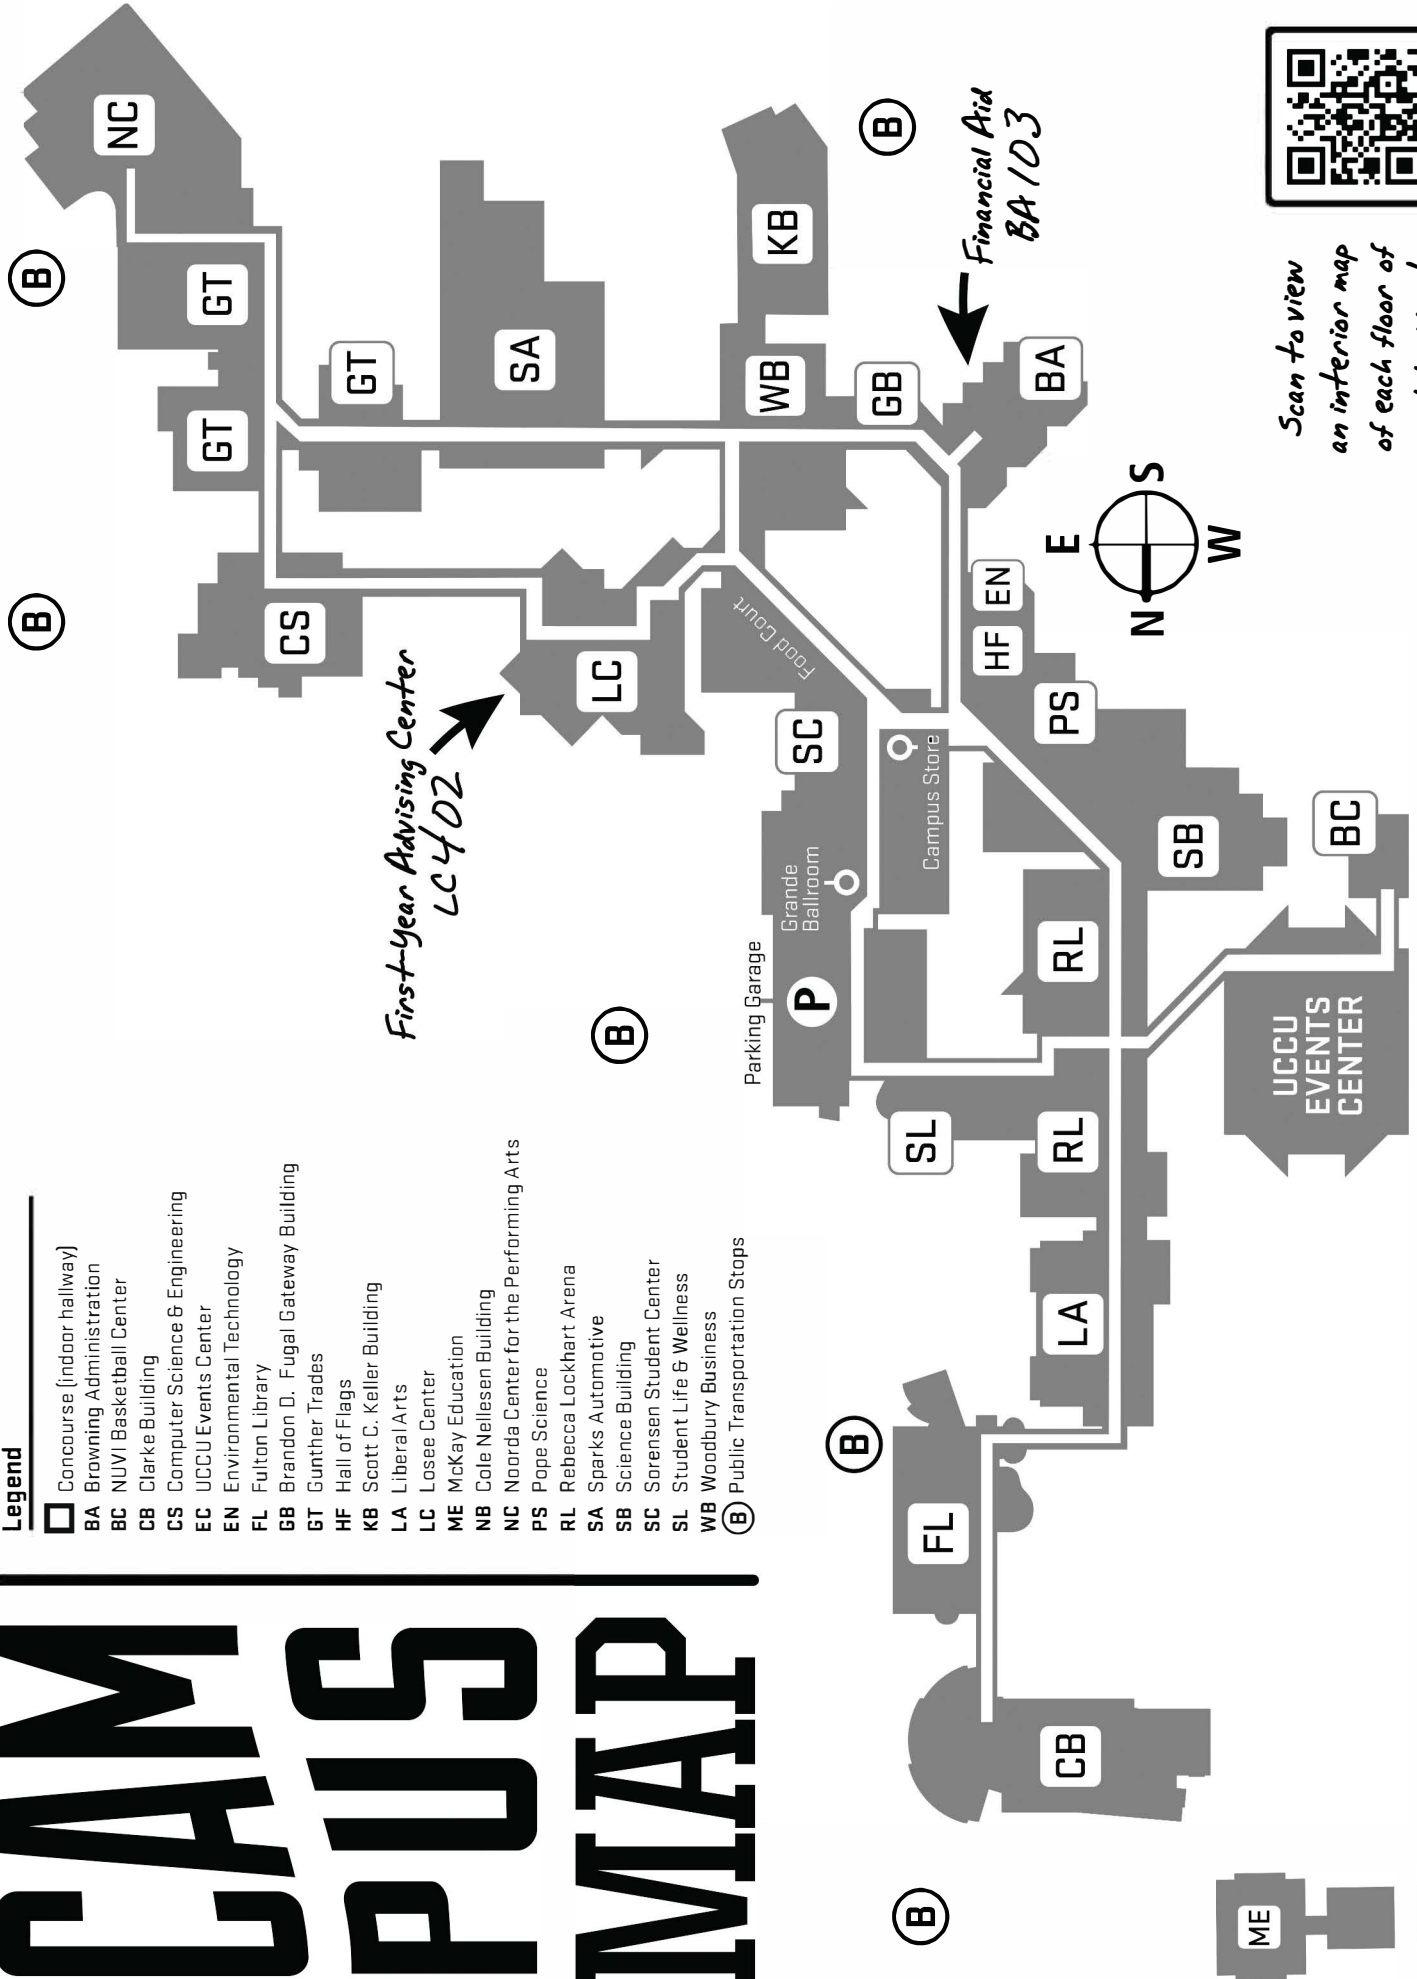 CAM
PUS
MAP
Legend
Concourse (indoor hallway)
BA Browning Administration
BC NUVI Basketball Center
CB Clarke Building
CS Computer Science & Engineering
EC UCCU Events Center
EN Environmental Technology
FL Fulton Library
GB Brandon D. Fugal Gateway Building
GT Gunther Trades
HF Hall of Flags
KB Scott C. Keller Building
LA Liberal Arts
LC Losee Center
ME McKay Education
NB Cole Nellesen Building
NC Noorda Center for the Performing Arts
PS Pope Science
RL Rebecca Lockhart Arena
SA Sparks Automotive
SB Science Building
SC Sorensen Student Center
SL Student Life & Wellness
WB Woodbury Business
B Public Transportation Stops
B
B
NC
GT
GT
GT
CS
First-Year Advising Center
LC 402
SA
LC
B
Food Court
WB
KB
B
Parking Garage
P
Grande
Ballroom
SC
GB
Financial Aid
BA 103
B
SL
Campus Store
FL
EN
HF
BA
B
CB
LA
RL
RL
PS
E
N
S
W
SB
ME
UCCU
EVENTS
CENTER
BC
Scan to view
an interior map
of each floor of